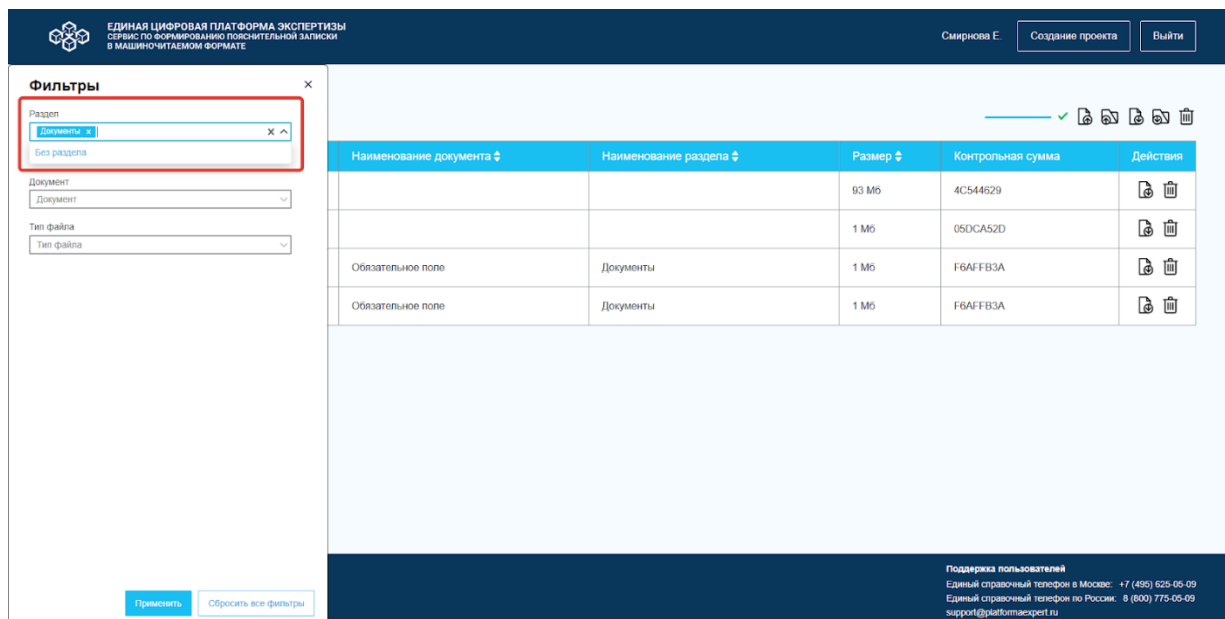 ЕДИНАЯ ЦИФРОВАЯ ПЛАТФОРМА ЭКСПЕРТИЗЫ
СЕРВИС ПО ФОРМИРОВАНИЮ ПОЯСНИТЕЛЬНОЙ ЗАПИСКИ
В МАШИНОЧИТАЕМОМ ФОРМАТЕ
Смирнова Е. Создание проекта Выйти
Фильтры ×
Раздел
Документы x X
Без раздела
Документ
Документ
Тип файла
Тип файла
Наименование документа Наименование раздела Размер Контрольная сумма Действия
93 Мб 4C544629
1 Мб 05DCA52D
Обязательное поле Документы 1 Мб F6AFFB3A
Обязательное поле Документы 1 Мб F6AFFB3A
Применить Сбросить все фильтры
Поддержка пользователей
Единый справочный телефон в Москве: +7 (495) 625-05-09
Единый справочный телефон по России: 8 (800) 775-05-09
support@platformaexpert.ru